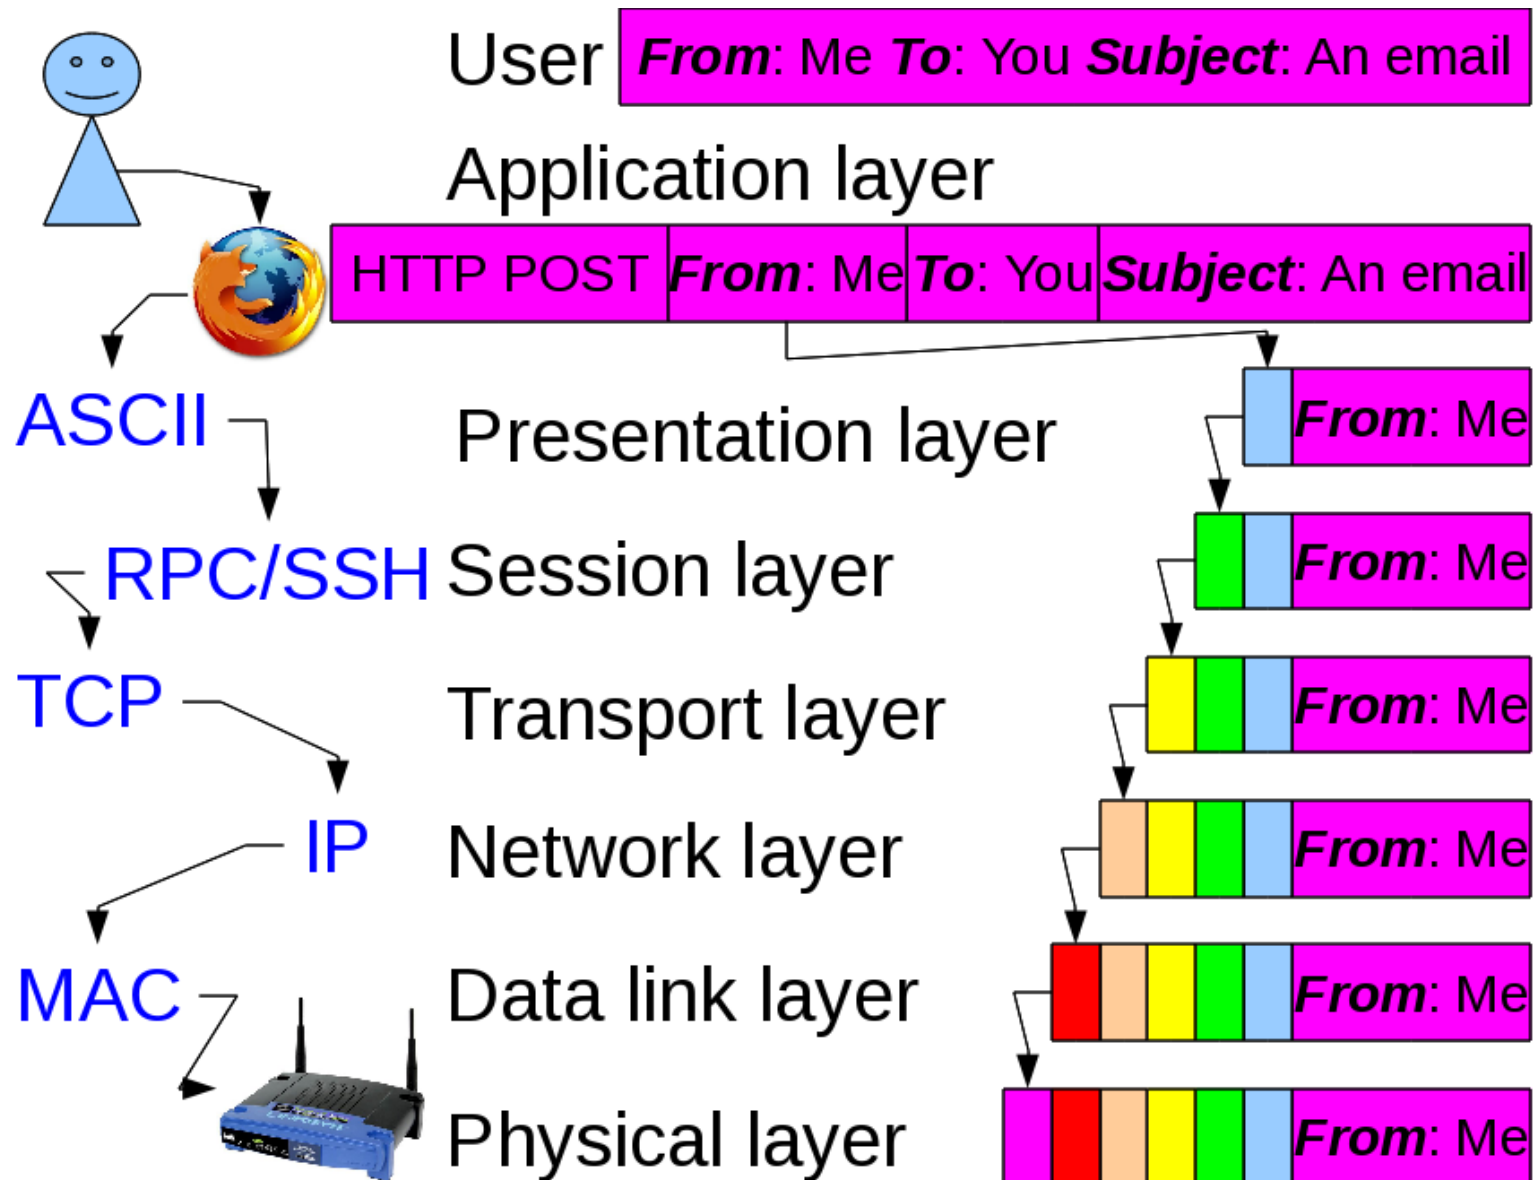 User From: Me To: You Subject: An email
Application layer
HTTP POST From: Me To: You Subject: An email
ASCII Presentation layer From: Me
RPC/SSH Session layer From: Me
TCP Transport layer From: Me
IP Network layer From: Me
MAC Data link layer From: Me
Physical layer From: Me